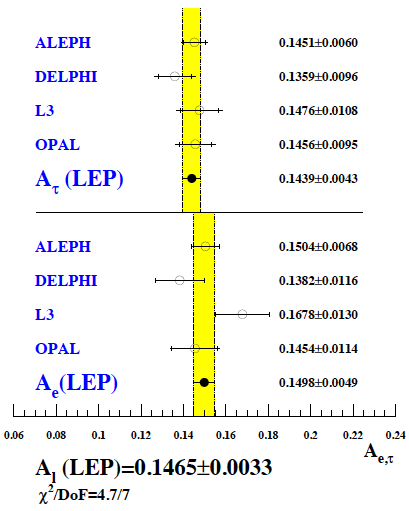 ALEPH 0.1451±0.0060
DELPHI 0.1359±0.0096
L3 0.1476±0.0108
OPAL 0.1456±0.0095
Aτ (LEP) 0.1439±0.0043
ALEPH 0.1504±0.0068
DELPHI 0.1382±0.0116
L3 0.1678±0.0130
OPAL 0.1454±0.0114
Ae(LEP) 0.1498±0.0049
0.06 0.08 0.1 0.12 0.14 0.16 0.18 0.2 0.22 0.24
Ae,τ
Al (LEP)=0.1465±0.0033
χ²/DoF=4.7/7